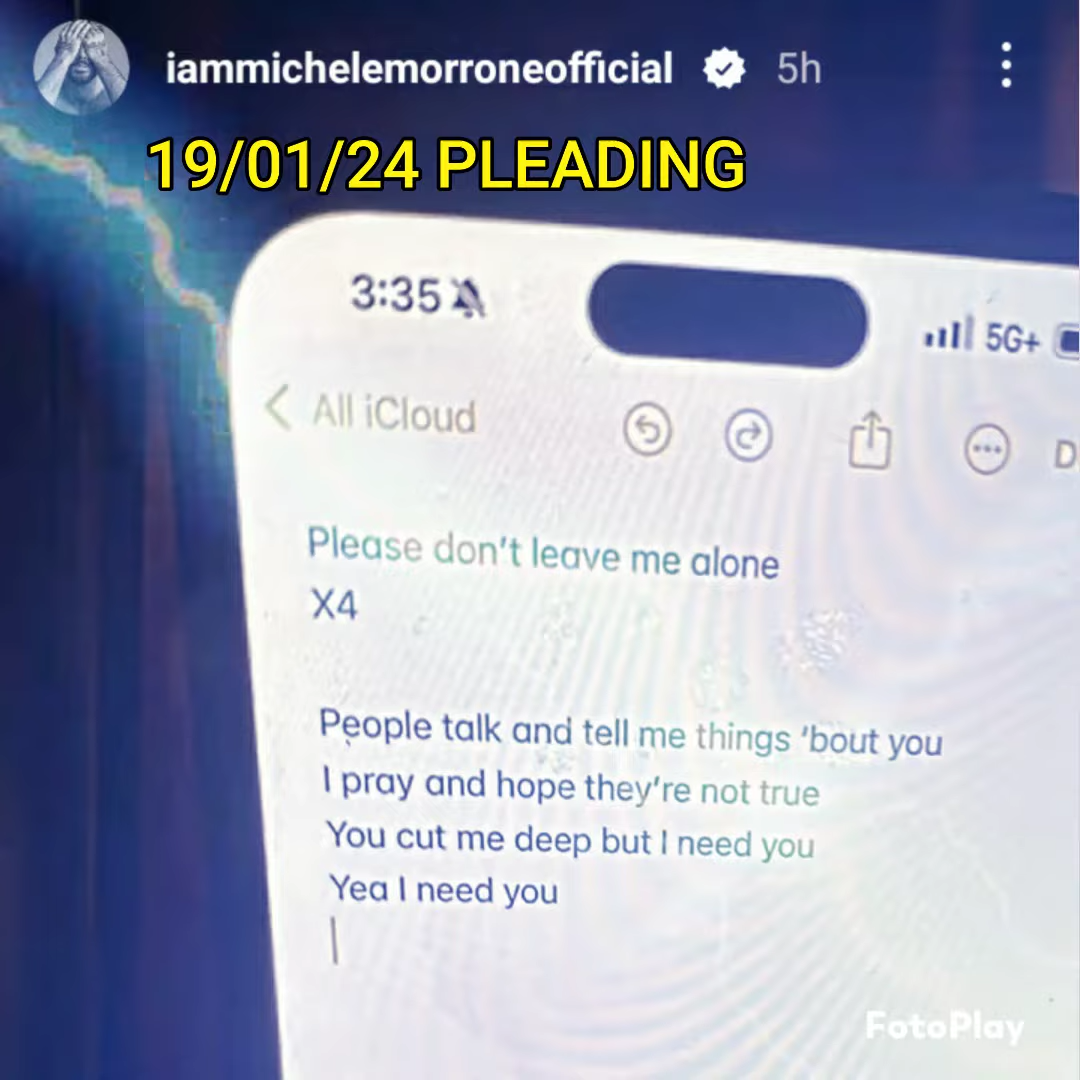 iammichelemorroneofficial 5h
19/01/24 PLEADING
3:35 5G+
All iCloud D
Please don't leave me alone
X4
People talk and tell me things 'bout you
I pray and hope they're not true
You cut me deep but I need you
Yea I need you
FotoPlay